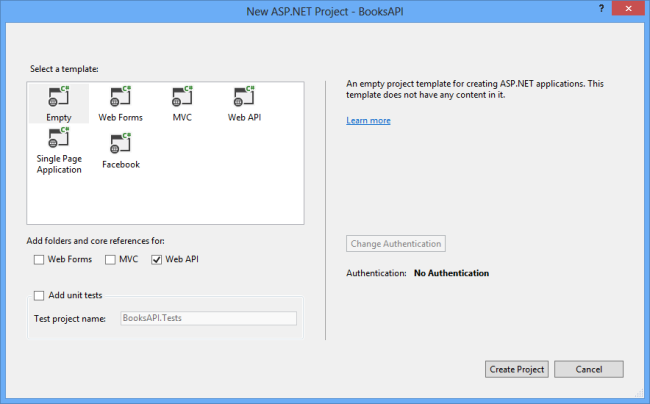 New ASP.NET Project - BooksAPI
?
Select a template:
Empty
Web Forms
MVC
Web API
Single Page
Application
Facebook
An empty project template for creating ASP.NET applications. This
template does not have any content in it.
Learn more
Add folders and core references for:
Web Forms
MVC
Web API
Add unit tests
Test project name:
BooksAPI.Tests
Change Authentication
Authentication: No Authentication
Create Project
Cancel